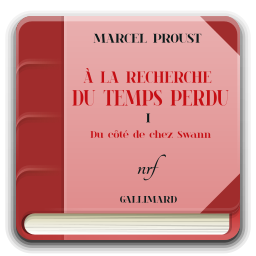 MARCEL PROUST
À LA RECHERCHE
DU TEMPS PERDU
I
Du côté de chez Swann
nrf
GALLIMARD